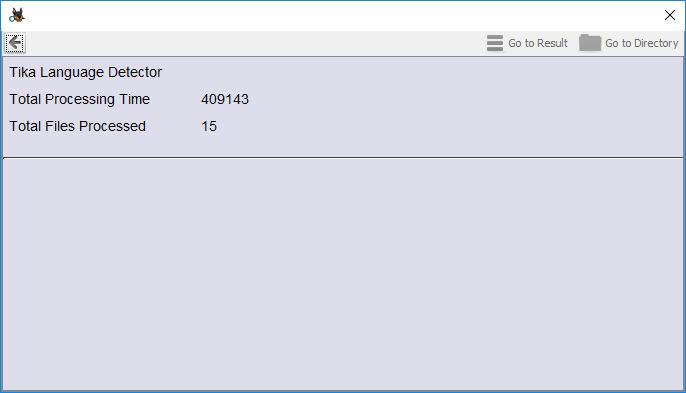 Go to Result Go to Directory
Tika Language Detector
Total Processing Time 409143
Total Files Processed 15